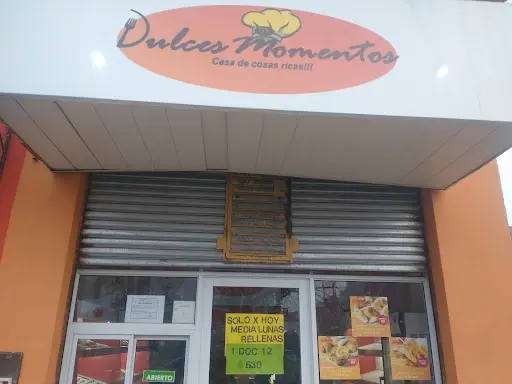 Dulces Momentos
Casa de cosas ricas!!!
SOLO X HOY
MEDIA LUNAS
RELLENAS
1 DOC 12
$ 630
ABIERTO